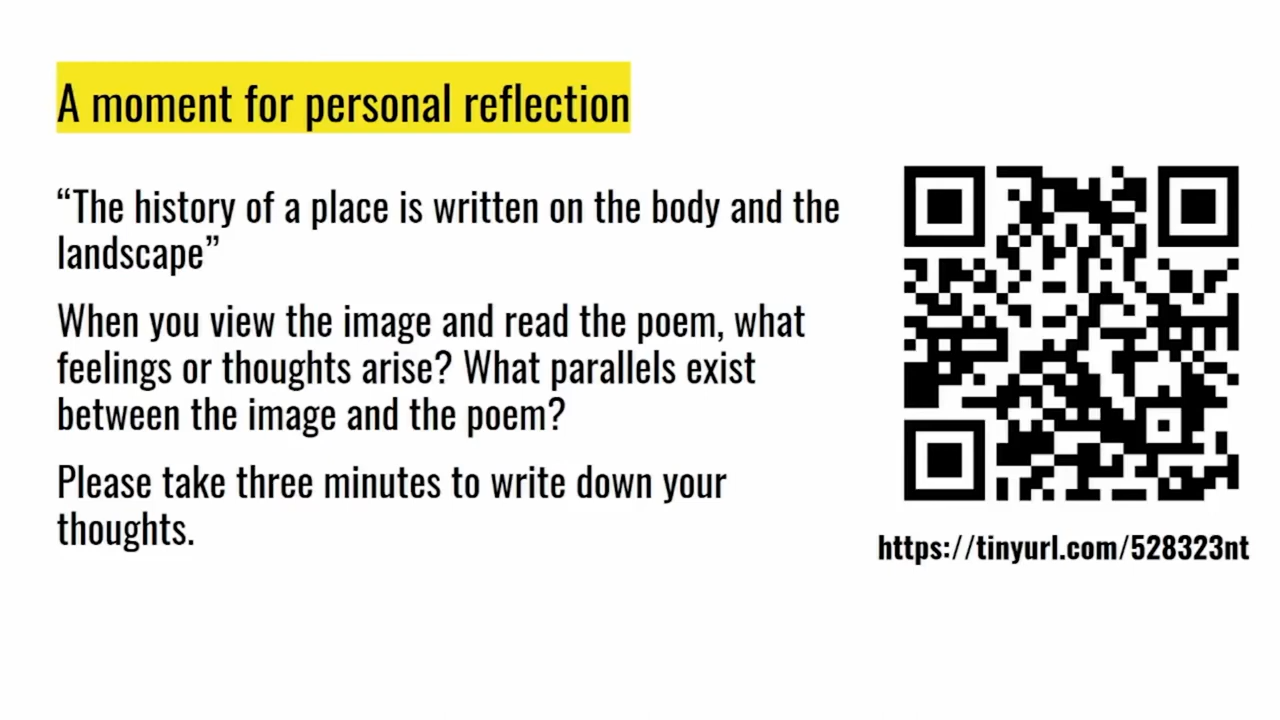 A moment for personal reflection
“The history of a place is written on the body and the
landscape”
When you view the image and read the poem, what
feelings or thoughts arise? What parallels exist
between the image and the poem?
Please take three minutes to write down your
thoughts.
https://tinyurl.com/528323nt